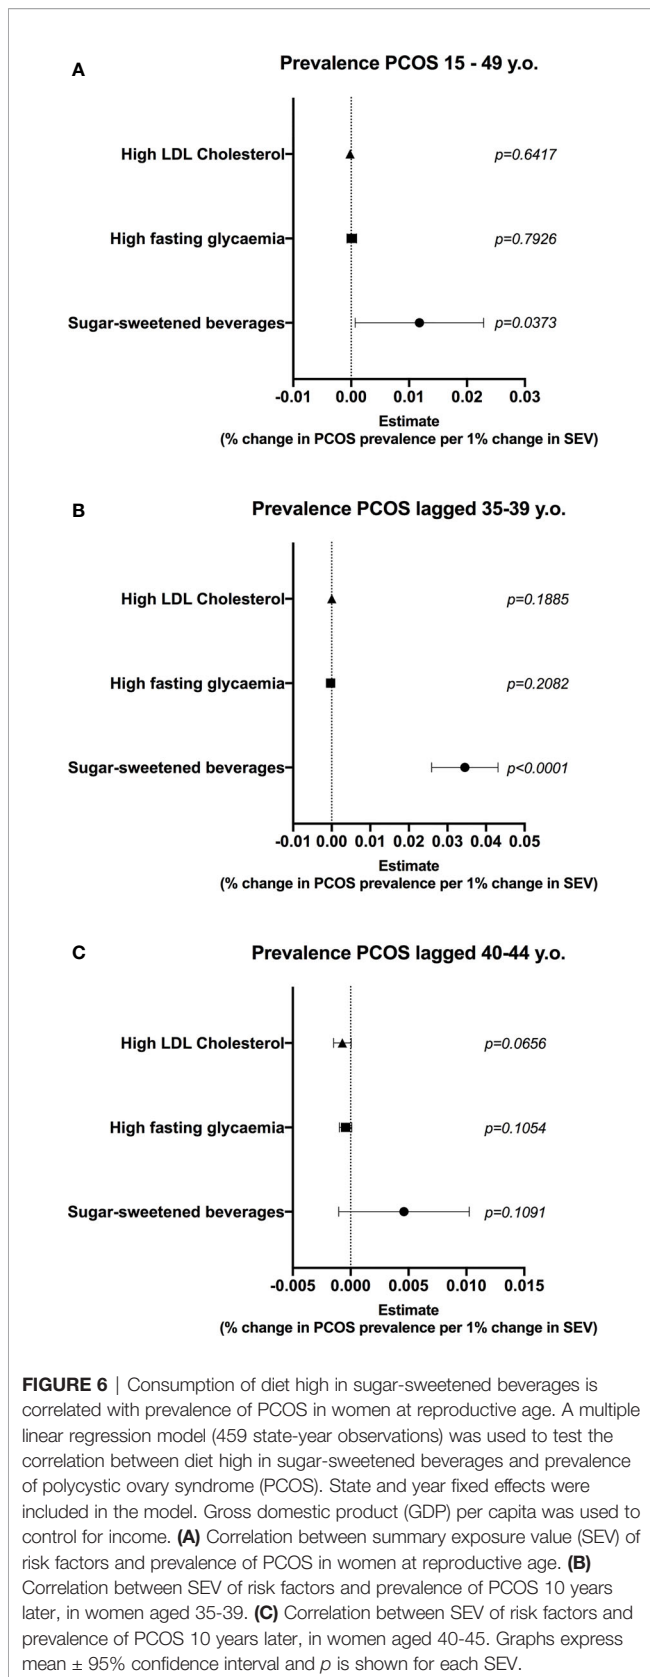 A
Prevalence PCOS 15 - 49 y.o.
High LDL Cholesterol
p=0.6417
High fasting glycaemia
p=0.7926
Sugar-sweetened beverages
p=0.0373
-0.01 0.00 0.01 0.02 0.03
Estimate
(% change in PCOS prevalence per 1% change in SEV)
B
Prevalence PCOS lagged 35-39 y.o.
High LDL Cholesterol
p=0.1885
High fasting glycaemia
p=0.2082
Sugar-sweetened beverages
p<0.0001
-0.01 0.00 0.01 0.02 0.03 0.04 0.05
Estimate
(% change in PCOS prevalence per 1% change in SEV)
C
Prevalence PCOS lagged 40-44 y.o.
High LDL Cholesterol
p=0.0656
High fasting glycaemia
p=0.1054
Sugar-sweetened beverages
p=0.1091
-0.005 0.000 0.005 0.010 0.015
Estimate
(% change in PCOS prevalence per 1% change in SEV)
FIGURE 6 | Consumption of diet high in sugar-sweetened beverages is
correlated with prevalence of PCOS in women at reproductive age. A multiple
linear regression model (459 state-year observations) was used to test the
correlation between diet high in sugar-sweetened beverages and prevalence
of polycystic ovary syndrome (PCOS). State and year fixed effects were
included in the model. Gross domestic product (GDP) per capita was used to
control for income. (A) Correlation between summary exposure value (SEV) of
risk factors and prevalence of PCOS in women at reproductive age. (B)
Correlation between SEV of risk factors and prevalence of PCOS 10 years
later, in women aged 35-39. (C) Correlation between SEV of risk factors and
prevalence of PCOS 10 years later, in women aged 40-45. Graphs express
mean ± 95% confidence interval and p is shown for each SEV.